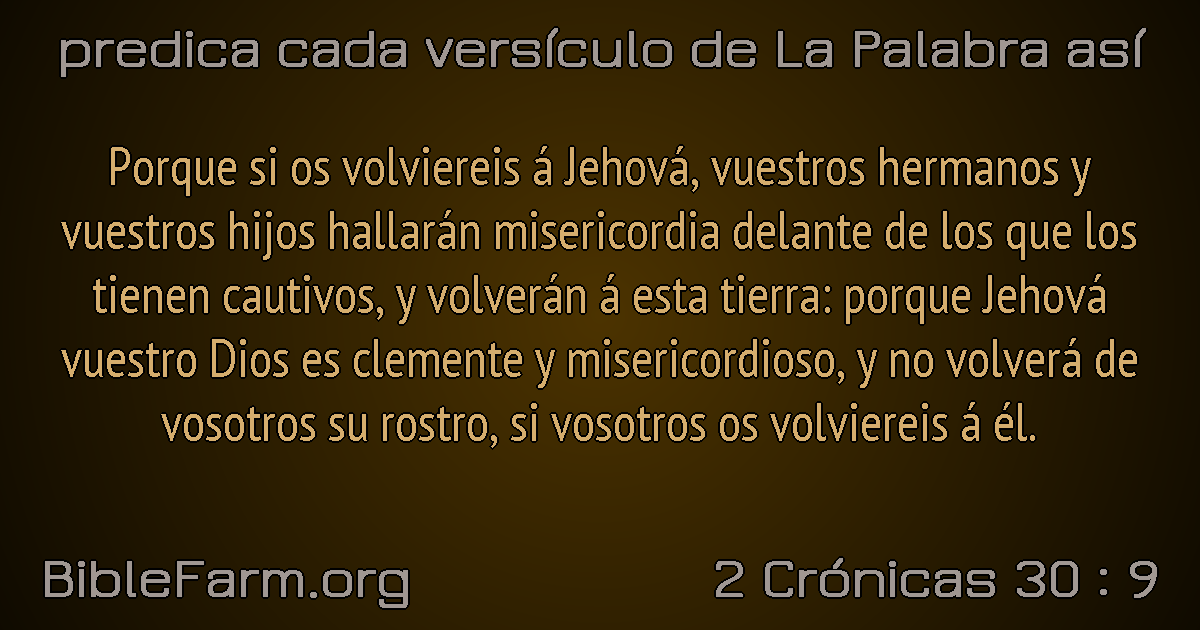 predica cada versículo de La Palabra así
Porque si os volviereis á Jehová, vuestros hermanos y
vuestros hijos hallarán misericordia delante de los que los
tienen cautivos, y volverán á esta tierra: porque Jehová
vuestro Dios es clemente y misericordioso, y no volverá de
vosotros su rostro, si vosotros os volviereis á él.
BibleFarm.org
2 Crónicas 30 : 9